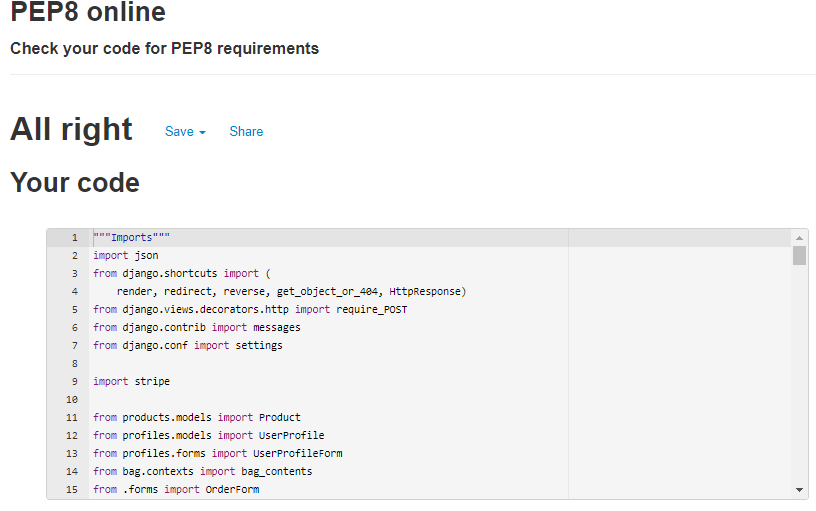 PEP8 online
Check your code for PEP8 requirements
All right Save Share
Your code
1 """Imports"""
2 import json
3 from django.shortcuts import (
4     render, redirect, reverse, get_object_or_404, HttpResponse)
5 from django.views.decorators.http import require_POST
6 from django.contrib import messages
7 from django.conf import settings
8
9 import stripe
10
11 from products.models import Product
12 from profiles.models import UserProfile
13 from profiles.forms import UserProfileForm
14 from bag.contexts import bag_contents
15 from .forms import OrderForm